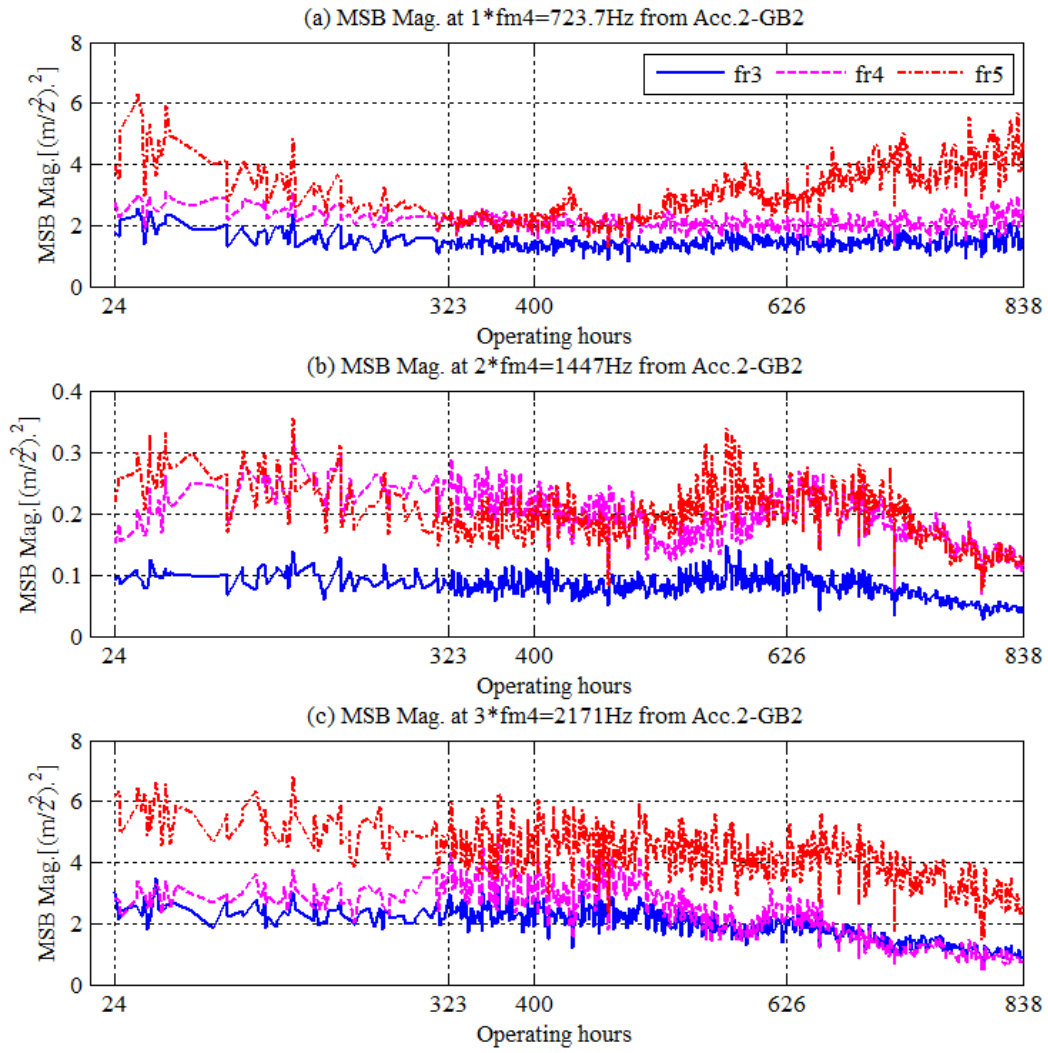 (a) MSB Mag. at 1*fm4=723.7Hz from Acc.2-GB2
MSB Mag.[(m/2²).²]
8
6
4
2
0
fr3 fr4 fr5
24 323 400 626 838
Operating hours
(b) MSB Mag. at 2*fm4=1447Hz from Acc.2-GB2
MSB Mag.[(m/2²).²]
0.4
0.3
0.2
0.1
0
24 323 400 626 838
Operating hours
(c) MSB Mag. at 3*fm4=2171Hz from Acc.2-GB2
MSB Mag.[(m/2²).²]
8
6
4
2
0
24 323 400 626 838
Operating hours